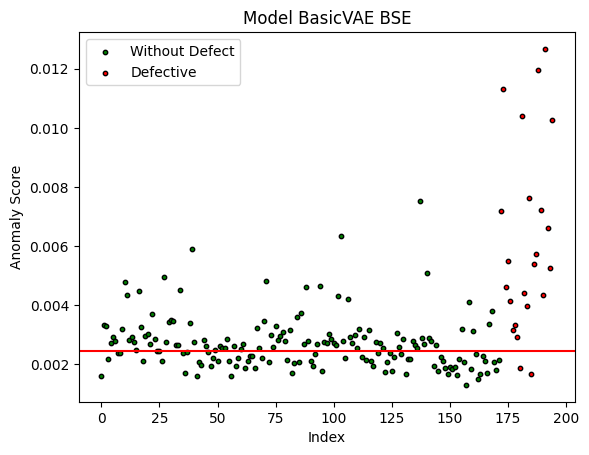 Model BasicVAE BSE
Without Defect
Defective
0.012
0.010
0.008
0.006
0.004
0.002
Anomaly Score
0 25 50 75 100 125 150 175 200
Index